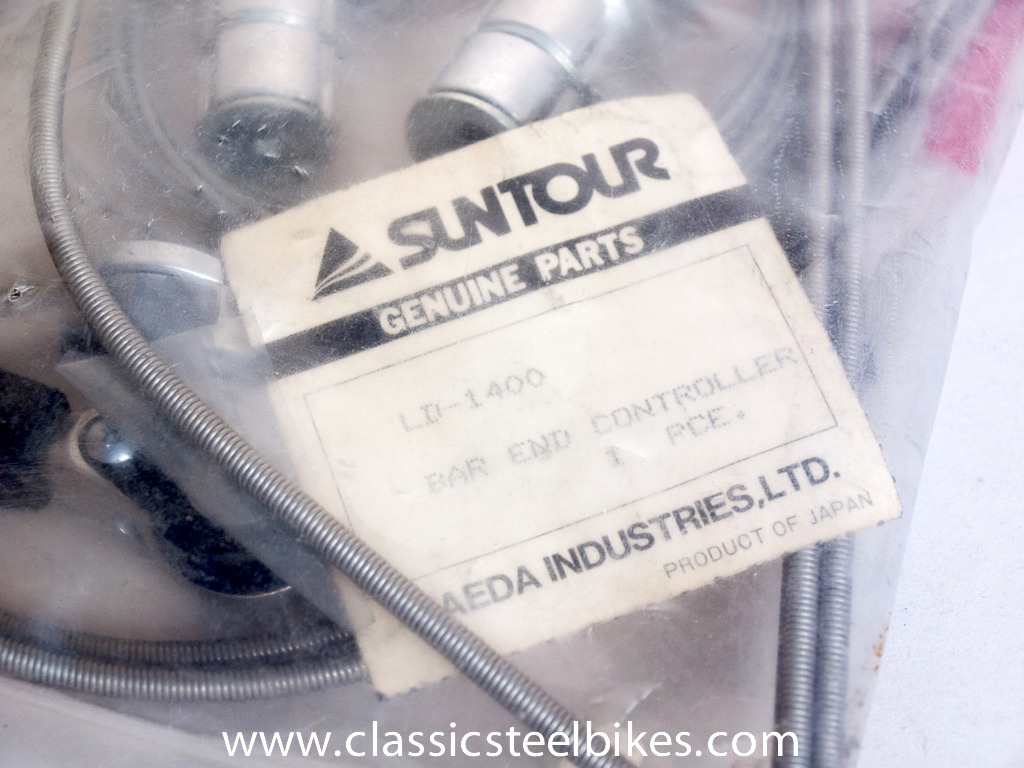 SUNTOUR
GENUINE PARTS
LD-1400
BAR END CONTROLLER
1 PCE.
AEDA INDUSTRIES,LTD.
PRODUCT OF JAPAN
www.classicsteelbikes.com